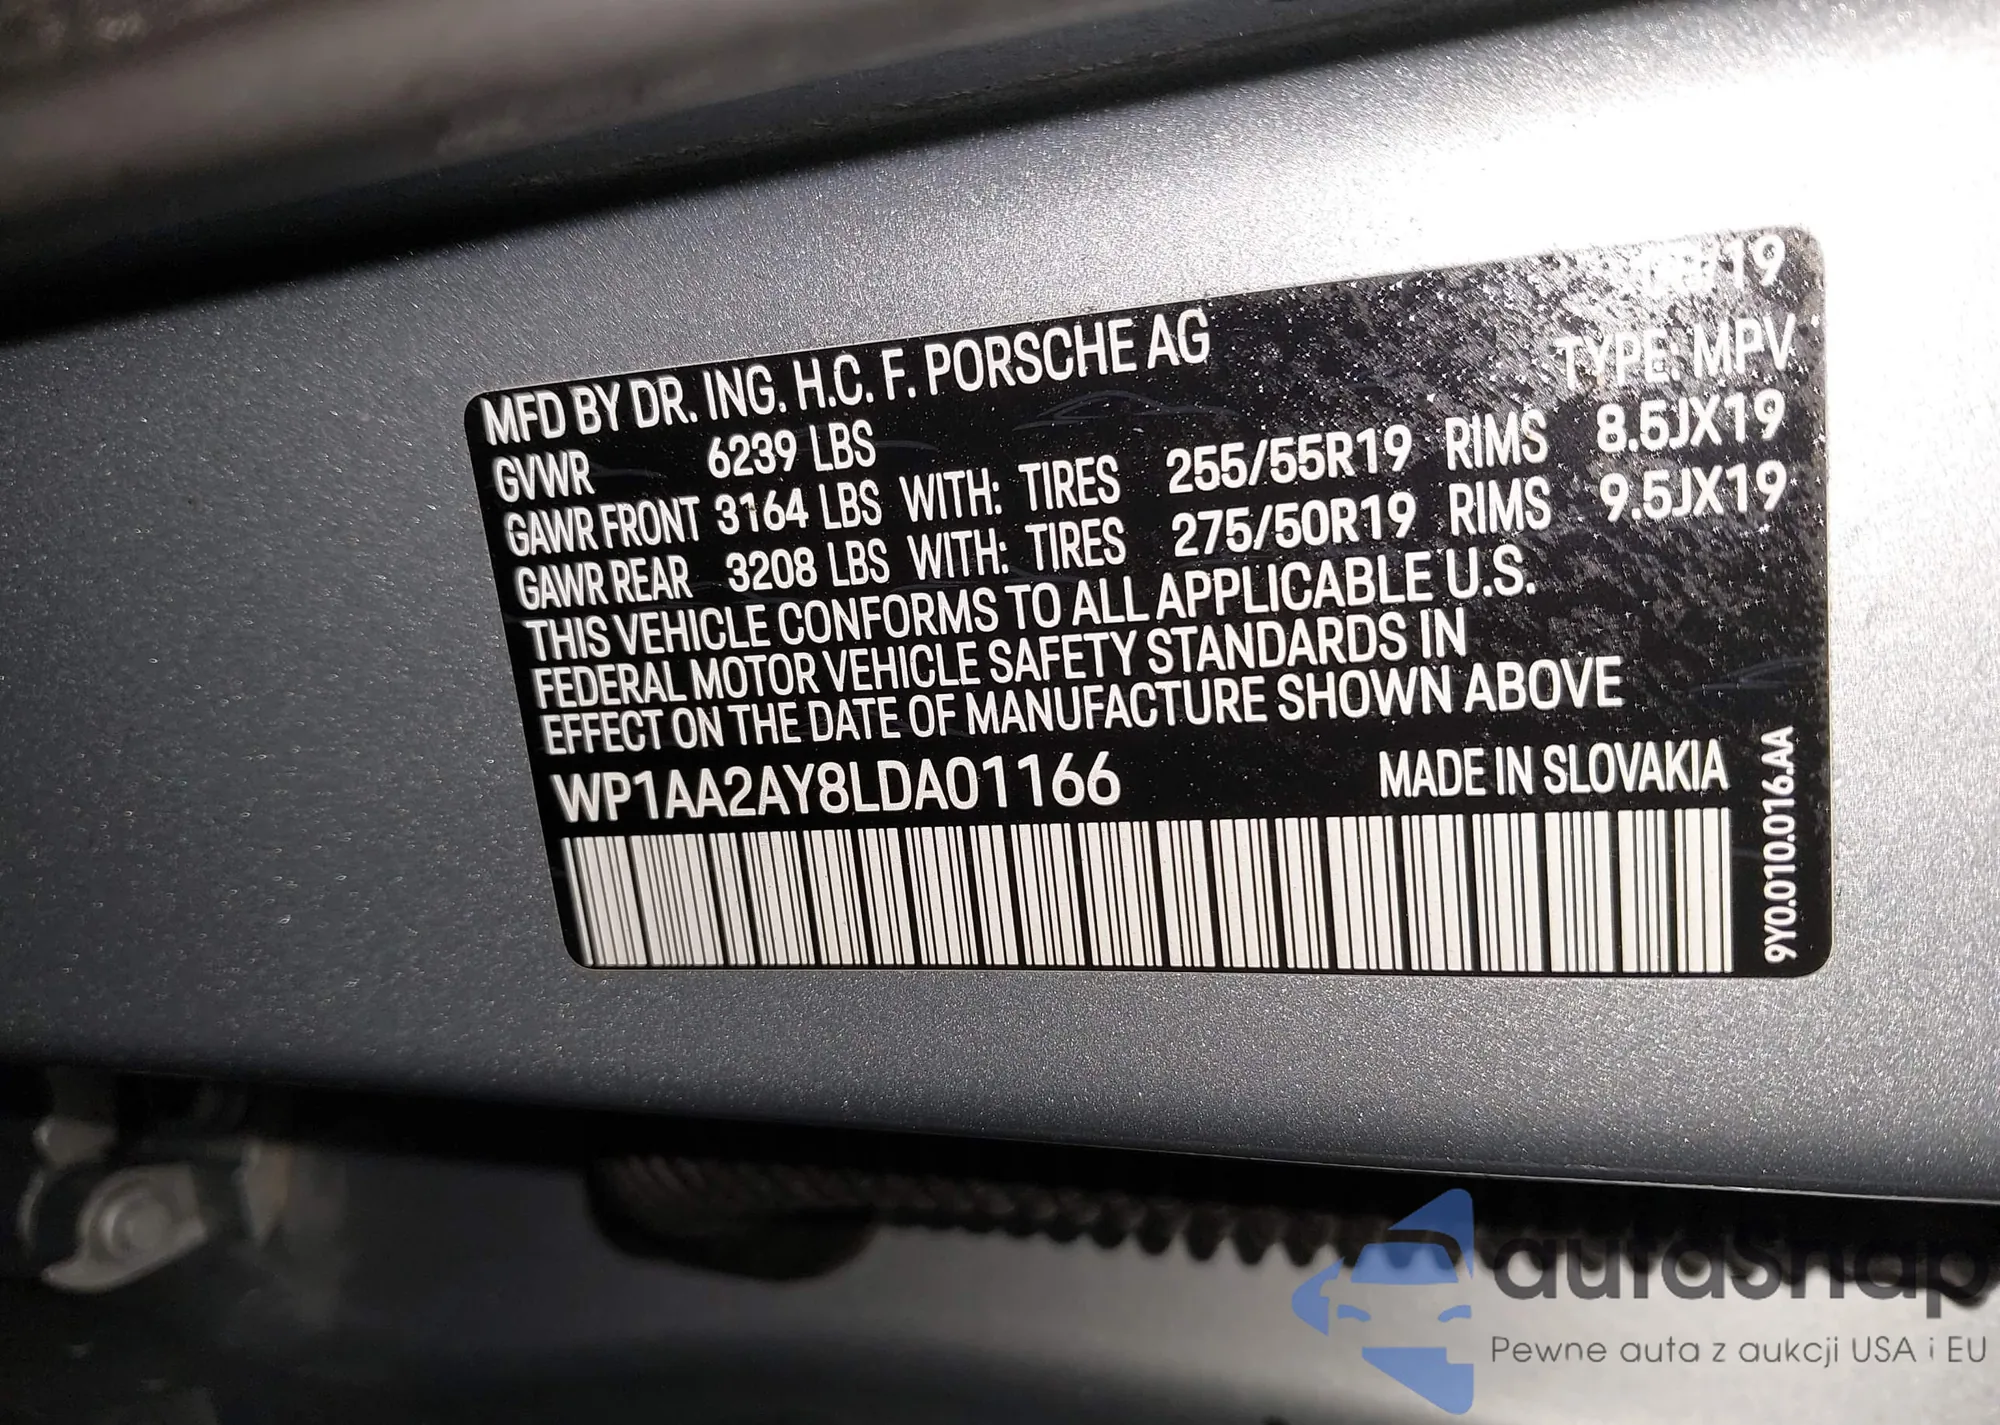 /19
MFD BY DR. ING. H.C. F. PORSCHE AG TYPE: MPV
GVWR 6239 LBS
GAWR FRONT 3164 LBS WITH: TIRES 255/55R19 RIMS 8.5JX19
GAWR REAR 3208 LBS WITH: TIRES 275/50R19 RIMS 9.5JX19
THIS VEHICLE CONFORMS TO ALL APPLICABLE U.S.
FEDERAL MOTOR VEHICLE SAFETY STANDARDS IN
EFFECT ON THE DATE OF MANUFACTURE SHOWN ABOVE
WP1AA2AY8LDA01166 MADE IN SLOVAKIA
9Y0.010.016.AA
autasnap
Pewne auta z aukcji USA i EU